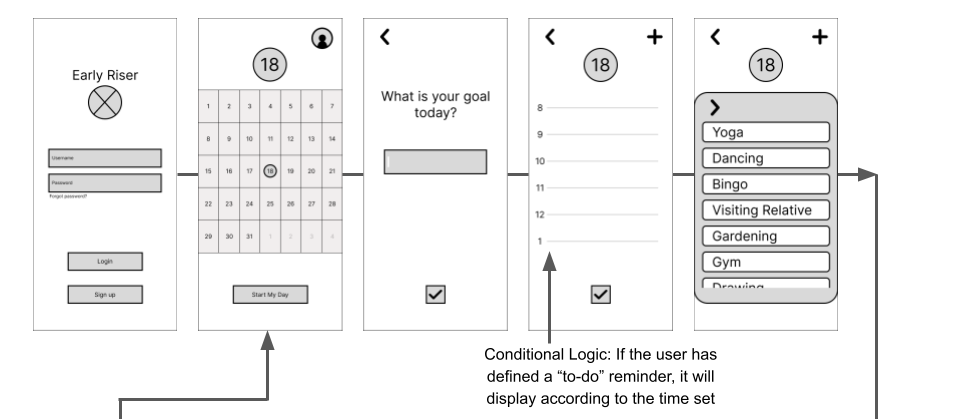 Early Riser
Username
Password
Forgot password?
Login
Sign up
18
1 2 3 4 5 6 7
8 9 10 11 12 13 14
15 16 17 18 19 20 21
22 23 24 25 26 27 28
29 30 31 1 2 3 4
Start My Day
What is your goal
today?
18
8
9
10
11
12
1
18
Yoga
Dancing
Bingo
Visiting Relative
Gardening
Gym
Drawing
Conditional Logic: If the user has
defined a “to-do” reminder, it will
display according to the time set